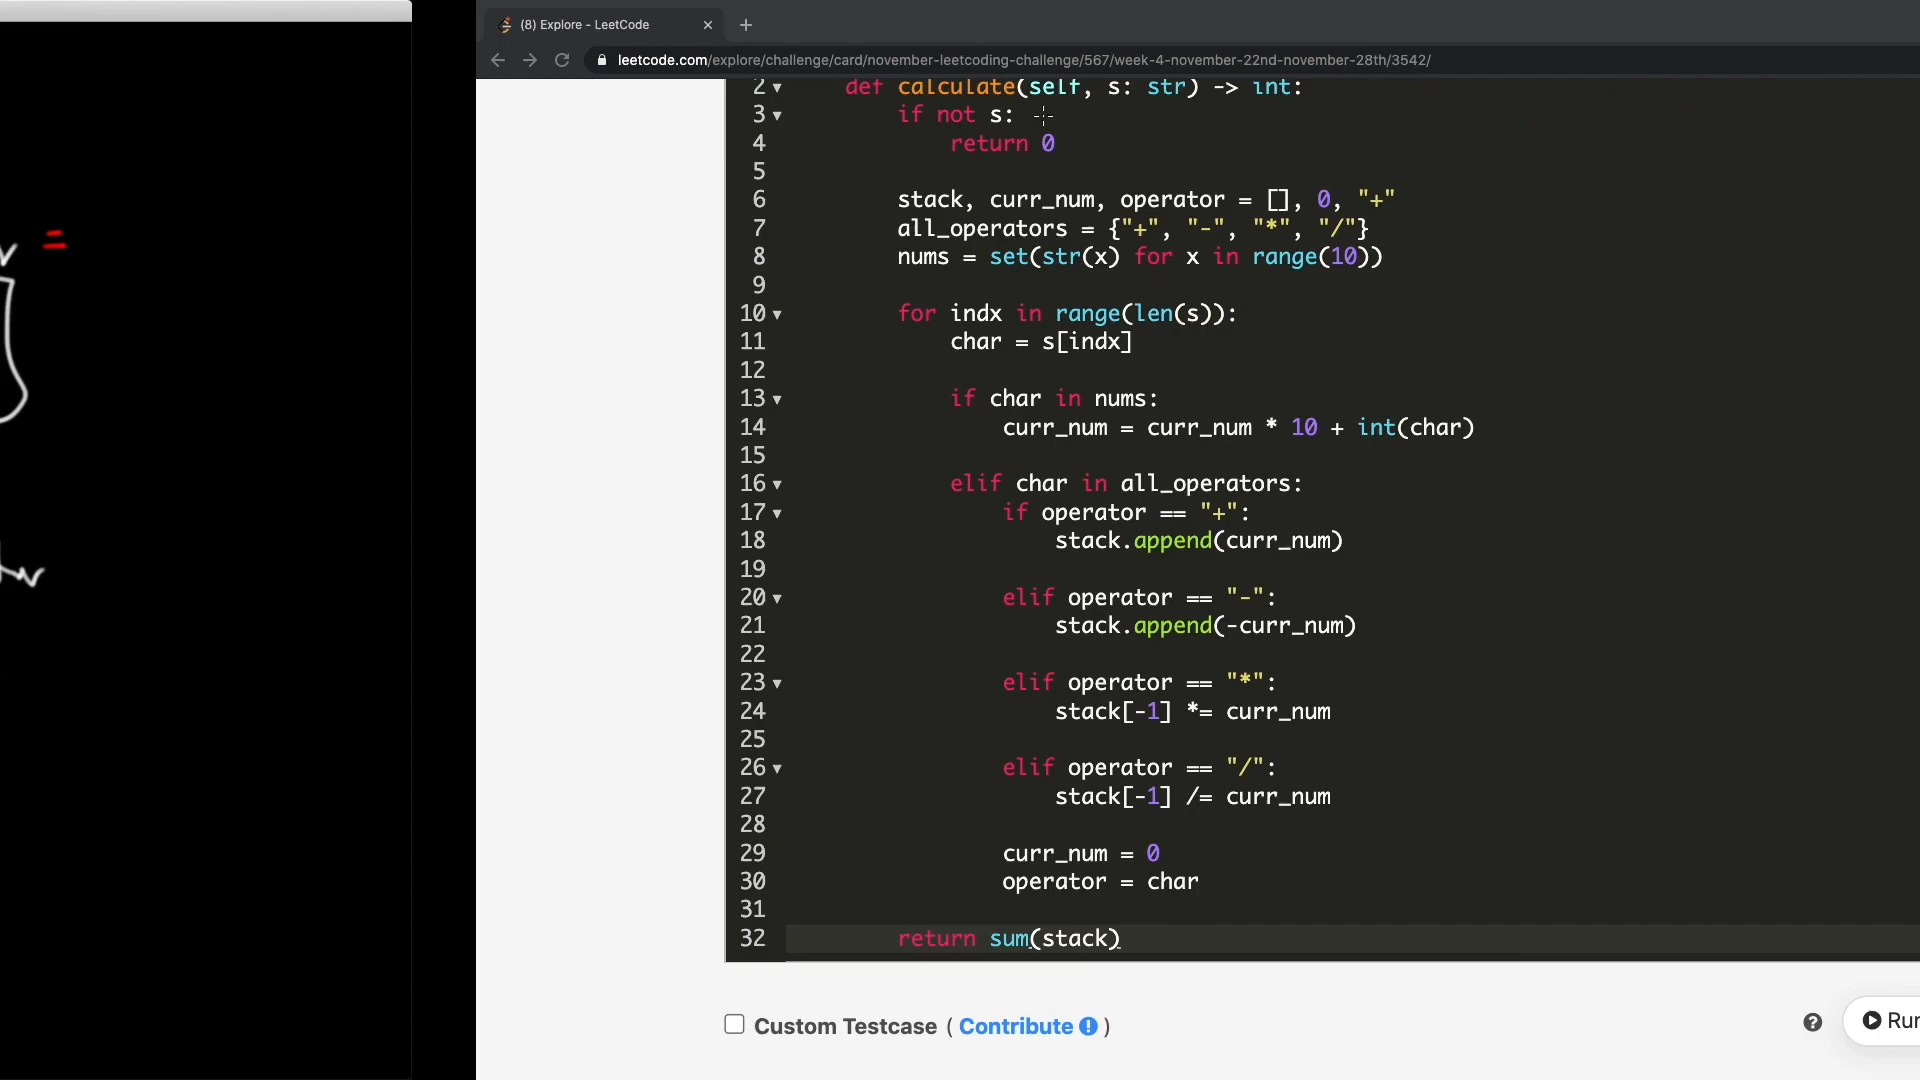 (8) Explore - LeetCode
leetcode.com/explore/challenge/card/november-leetcoding-challenge/567/week-4-november-22nd-november-28th/3542/
2 def calculate(self, s: str) -> int:
3 if not s:
4 return 0
5
6 stack, curr_num, operator = [], 0, "+"
7 all_operators = {"+", "-", "*", "/"}
8 nums = set(str(x) for x in range(10))
9
10 for indx in range(len(s)):
11 char = s[indx]
12
13 if char in nums:
14 curr_num = curr_num * 10 + int(char)
15
16 elif char in all_operators:
17 if operator == "+":
18 stack.append(curr_num)
19
20 elif operator == "-":
21 stack.append(-curr_num)
22
23 elif operator == "*":
24 stack[-1] *= curr_num
25
26 elif operator == "/":
27 stack[-1] /= curr_num
28
29 curr_num = 0
30 operator = char
31
32 return sum(stack)
Custom Testcase ( Contribute )